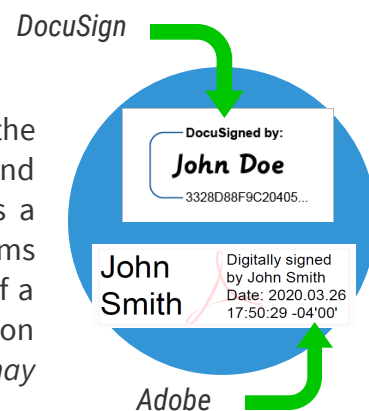 DocuSign
the
nd
s a
ms
f a
on
nay
DocuSigned by:
John Doe
3328D88F9C20405...
John
Smith
Digitally signed
by John Smith
Date: 2020.03.26
17:50:29 -04'00'
Adobe